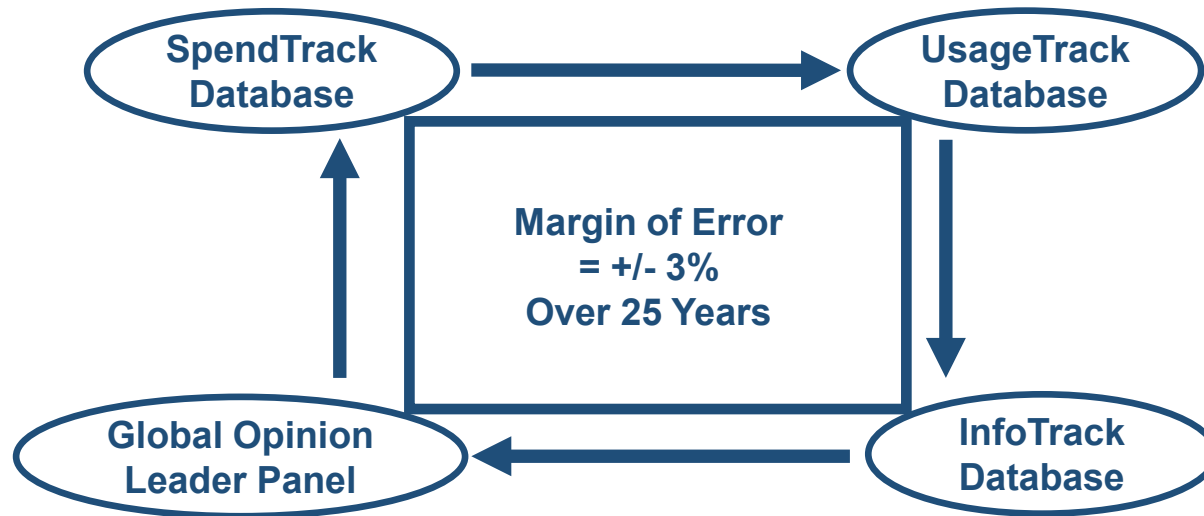 SpendTrack
Database
UsageTrack
Database
Margin of Error
= +/- 3%
Over 25 Years
Global Opinion
Leader Panel
InfoTrack
Database